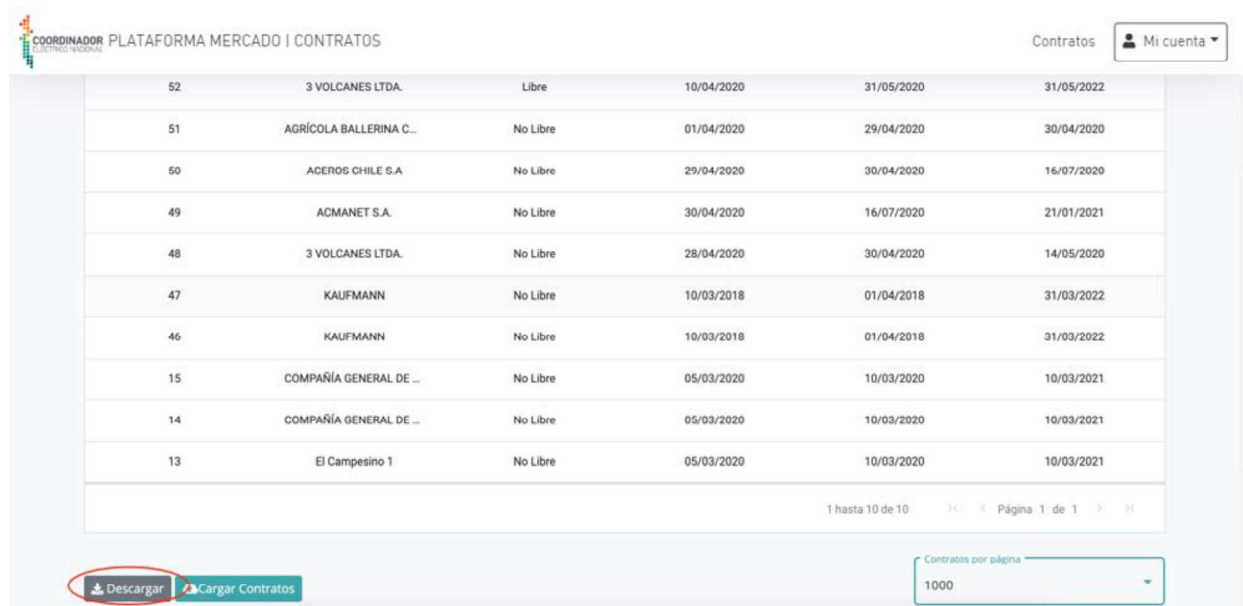 COORDINADOR
ELÉCTRICO NACIONAL
PLATAFORMA MERCADO | CONTRATOS
Contratos
Mi cuenta
52 3 VOLCANES LTDA. Libre 10/04/2020 31/05/2020 31/05/2022
51 AGRÍCOLA BALLERINA C... No Libre 01/04/2020 29/04/2020 30/04/2020
50 ACEROS CHILE S.A No Libre 29/04/2020 30/04/2020 16/07/2020
49 ACMANET S.A. No Libre 30/04/2020 16/07/2020 21/01/2021
48 3 VOLCANES LTDA. No Libre 28/04/2020 30/04/2020 14/05/2020
47 KAUFMANN No Libre 10/03/2018 01/04/2018 31/03/2022
46 KAUFMANN No Libre 10/03/2018 01/04/2018 31/03/2022
15 COMPAÑÍA GENERAL DE ... No Libre 05/03/2020 10/03/2020 10/03/2021
14 COMPAÑÍA GENERAL DE ... No Libre 05/03/2020 10/03/2020 10/03/2021
13 El Campesino 1 No Libre 05/03/2020 10/03/2020 10/03/2021
1 hasta 10 de 10 Página 1 de 1
Contratos por página
1000
Descargar
Cargar Contratos